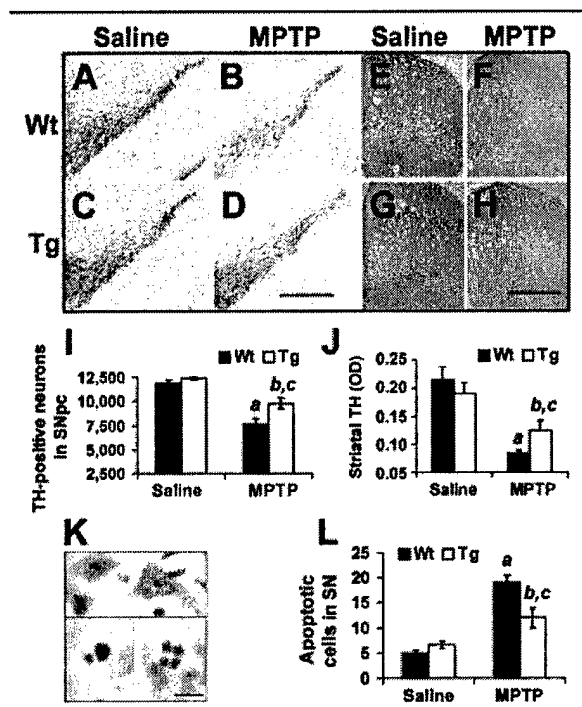 Saline MPTP Saline MPTP
A B E F
Wt
C D G H
Tg
I J
Wt Tg Wt Tg
TH-positive neurons in SNpc
12,500
10,000
7,500
5,000
2,500
a b,c
Saline MPTP
Striatal TH (OD)
0.25
0.20
0.15
0.10
0.05
a b,c
Saline MPTP
K L
Wt Tg
Apoptotic cells in SN
25
20
15
10
5
0
a b,c
Saline MPTP